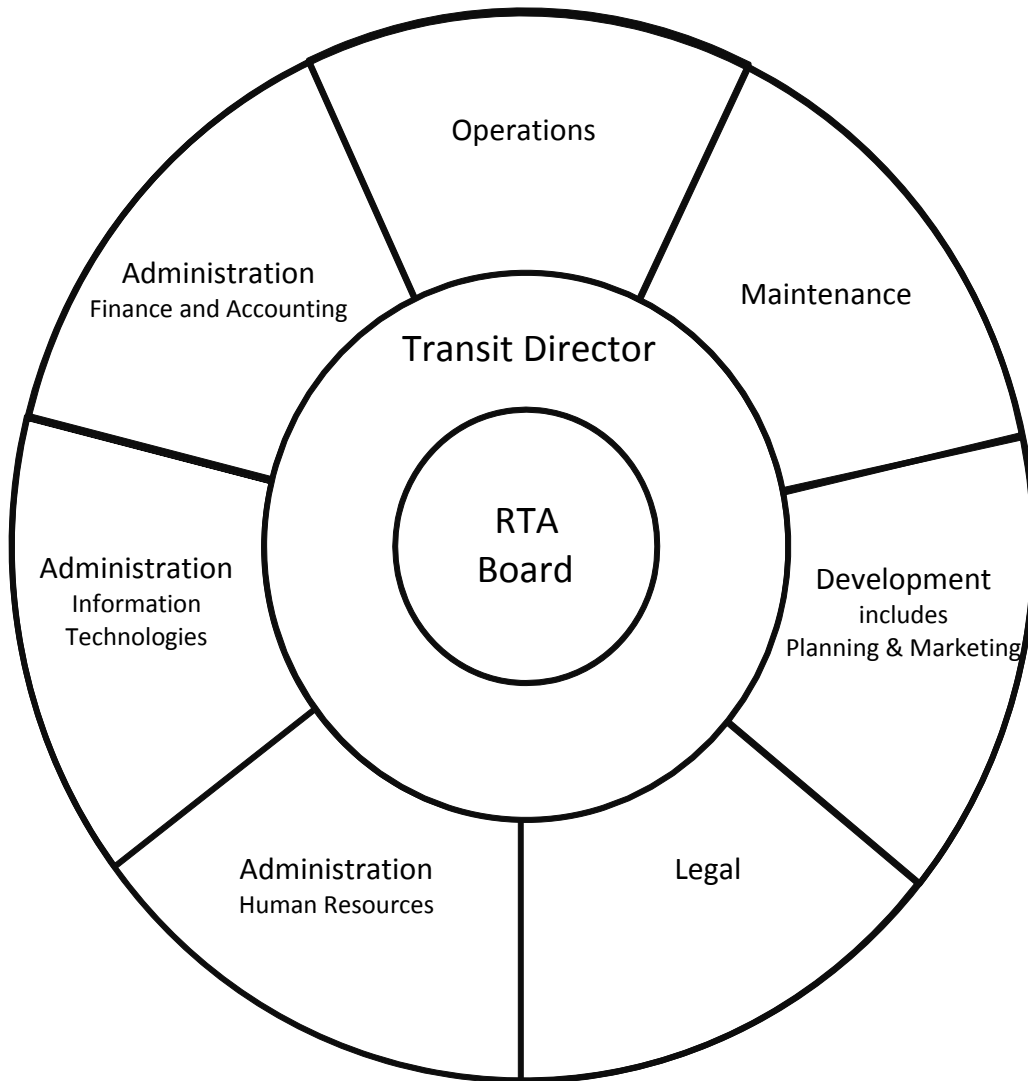 Operations
Administration
Finance and Accounting
Maintenance
Transit Director
RTA
Board
Administration
Information
Technologies
Development
includes
Planning & Marketing
Administration
Human Resources
Legal